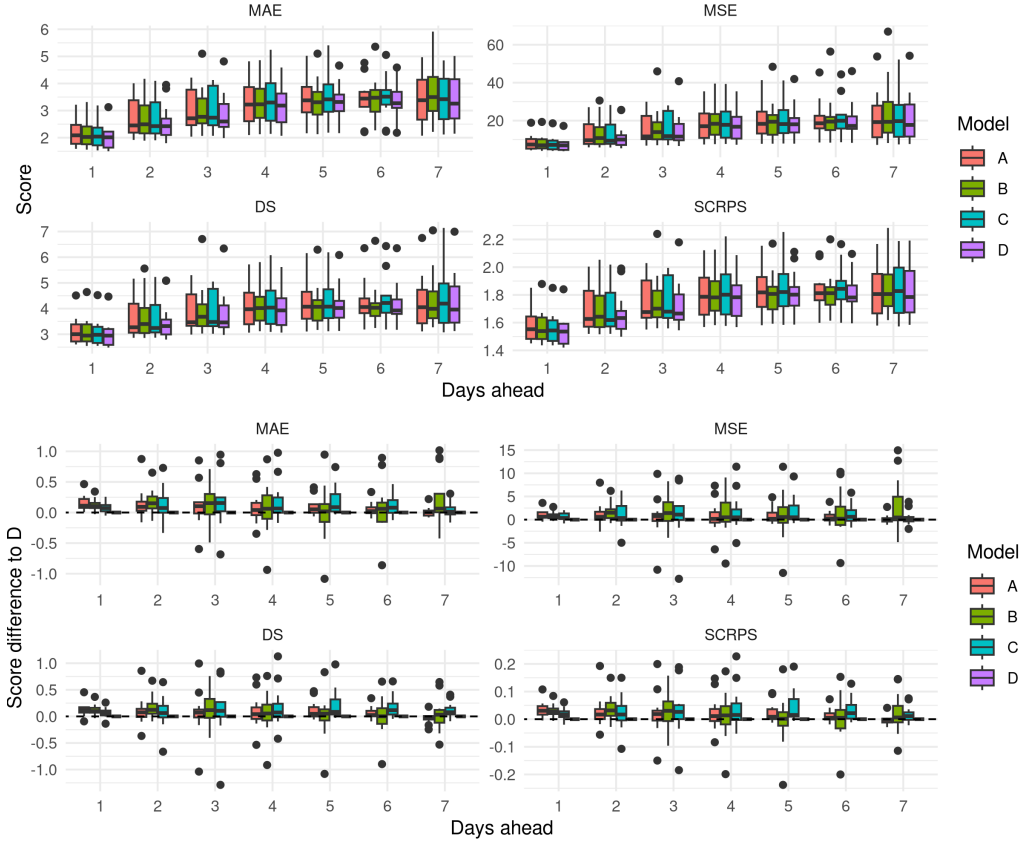 MAE
MSE
6
5
4
3
2
60
40
20
1 2 3 4 5 6 7
1 2 3 4 5 6 7
DS
SCRPS
7
6
5
4
3
2.2
2.0
1.8
1.6
1.4
1 2 3 4 5 6 7
1 2 3 4 5 6 7
Score
Days ahead
Model
A
B
C
D
MAE
MSE
1.0
0.5
0.0
-0.5
-1.0
15
10
5
0
-5
-10
1 2 3 4 5 6 7
1 2 3 4 5 6 7
DS
SCRPS
1.0
0.5
0.0
-0.5
-1.0
0.2
0.1
0.0
-0.1
-0.2
1 2 3 4 5 6 7
1 2 3 4 5 6 7
Score difference to D
Days ahead
Model
A
B
C
D